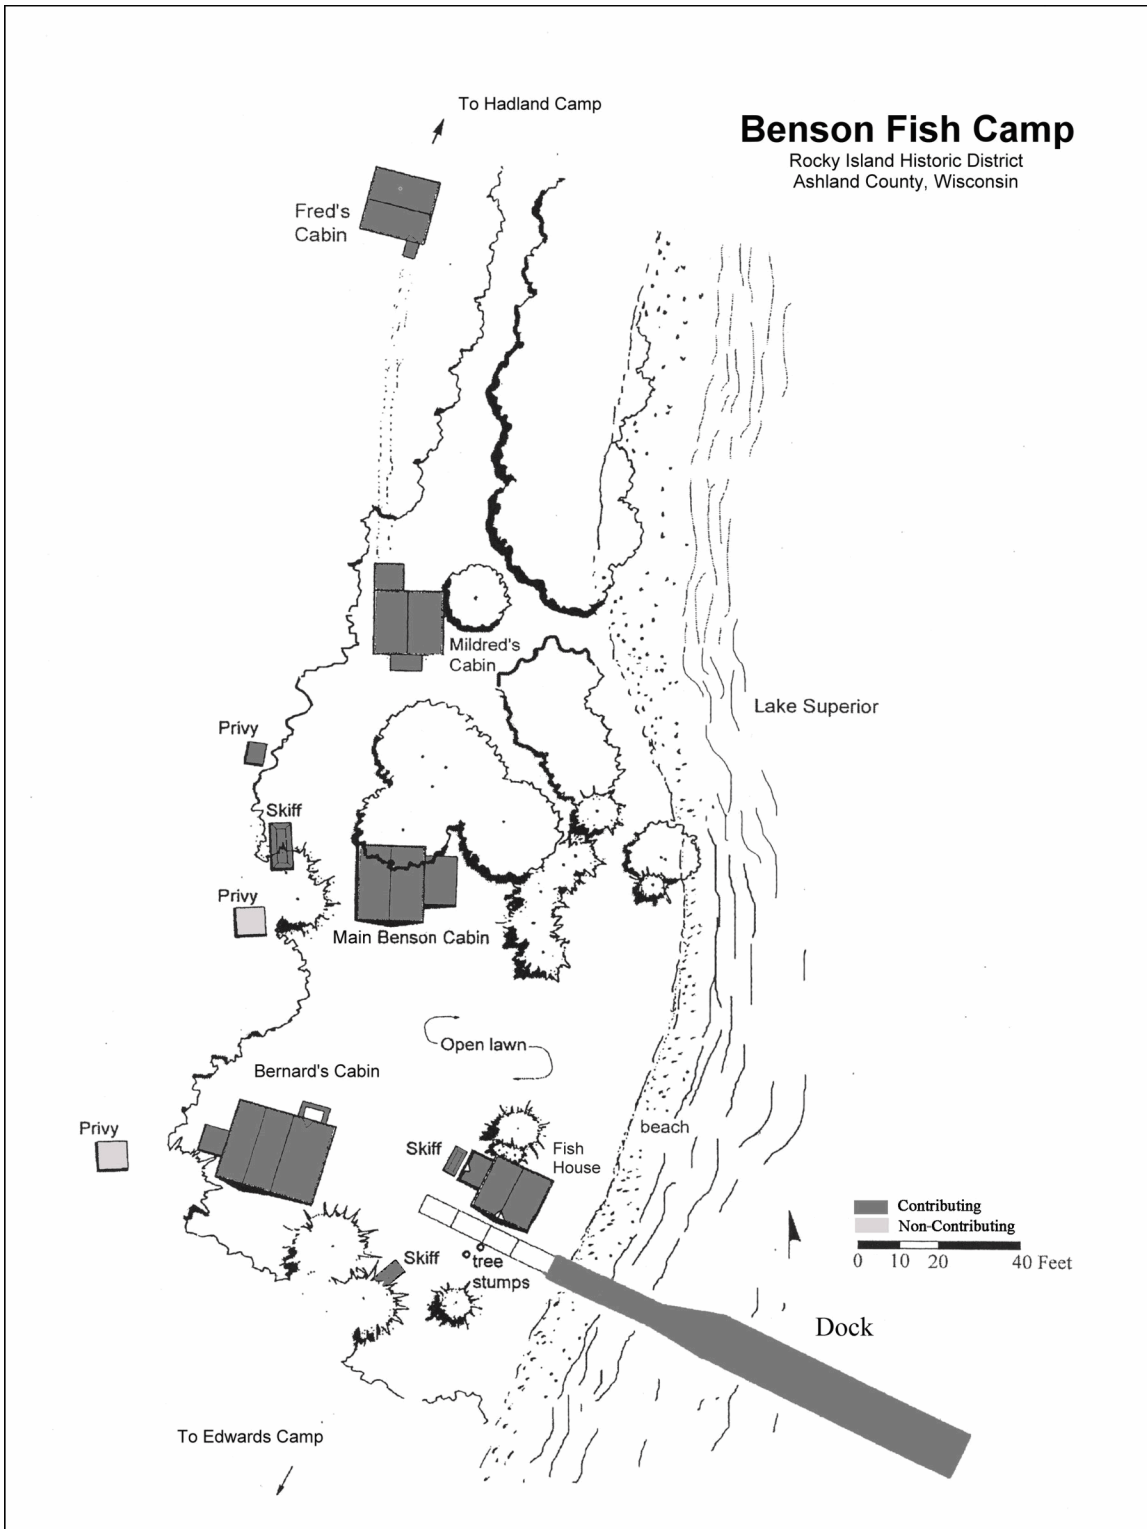 To Hadland Camp
Benson Fish Camp
Rocky Island Historic District
Ashland County, Wisconsin
Fred's
Cabin
Mildred's
Cabin
Lake Superior
Privy
Skiff
Privy
Main Benson Cabin
Open lawn
Bernard's Cabin
Privy
beach
Skiff
Fish
House
Contributing
Non-Contributing
0 10 20 40 Feet
Skiff
tree
stumps
Dock
To Edwards Camp